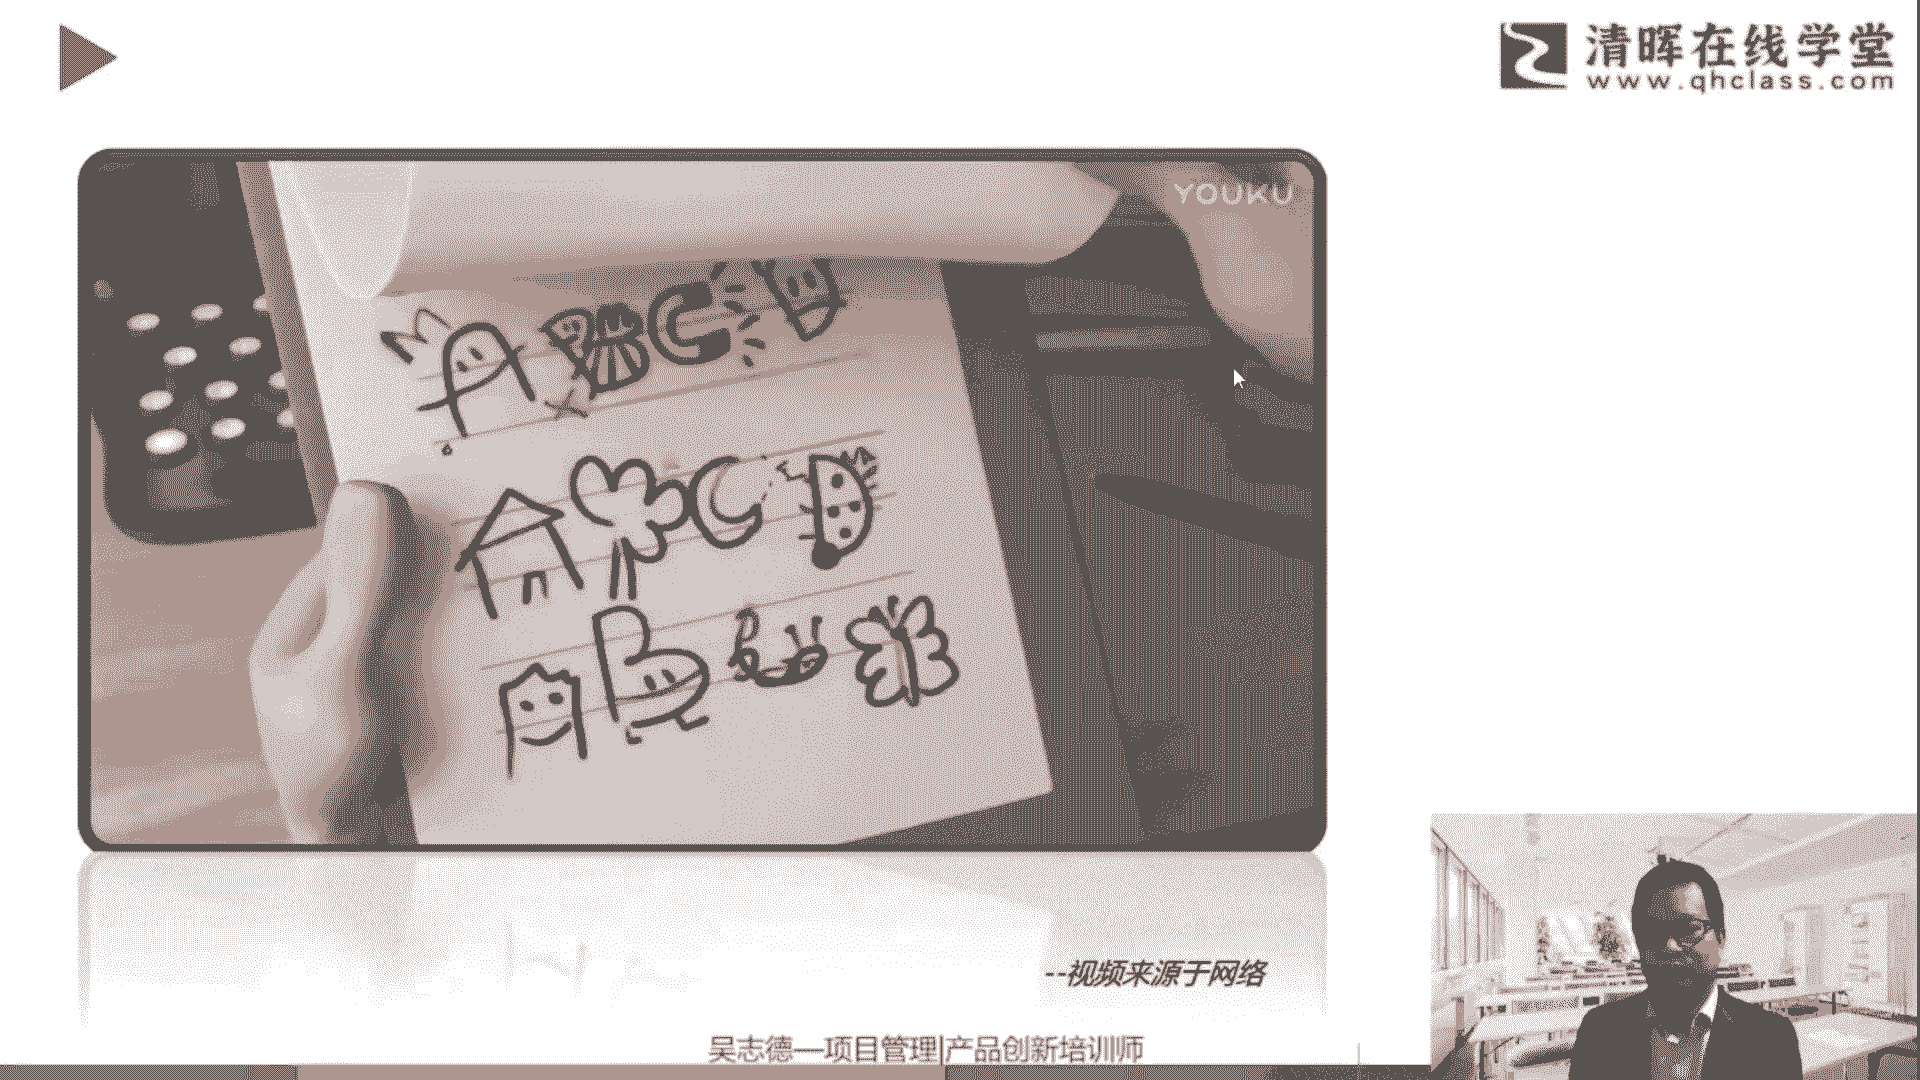 清晖在线学堂
www.qhclass.com
YOUKU
A B C D
A C D
A B
--视频来源于网络
吴志德—项目管理|产品创新培训师